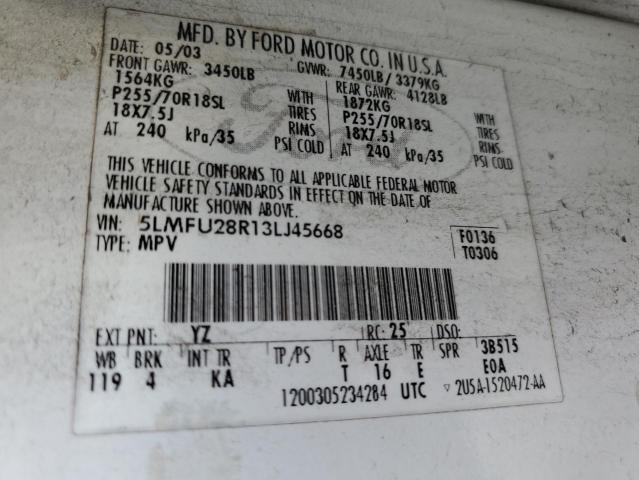 MFD. BY FORD MOTOR CO. IN U.S.A.
DATE: 05/03 GVWR: 7450LB / 3379KG
FRONT GAWR: 3450LB REAR GAWR: 4128LB
1564KG WITH 1872KG WITH
P255/70R18SL TIRES P255/70R18SL TIRES
18X7.5J RIMS 18X7.5J RIMS
AT 240 kPa/35 PSI COLD AT 240 kPa/35 PSI COLD
THIS VEHICLE CONFORMS TO ALL APPLICABLE FEDERAL MOTOR
VEHICLE SAFETY STANDARDS IN EFFECT ON THE DATE OF
MANUFACTURE SHOWN ABOVE.
VIN: 5LMFU28R13LJ45668 F0136
TYPE: MPV T0306
EXT PNT: YZ RC: 25 DSO:
WB BRK INT TR TP/PS R AXLE TR SPR 3B515
119 4 KA T 16 E E0A
1200305234284 UTC ▽ 2U5A-1520472-AA
Ford